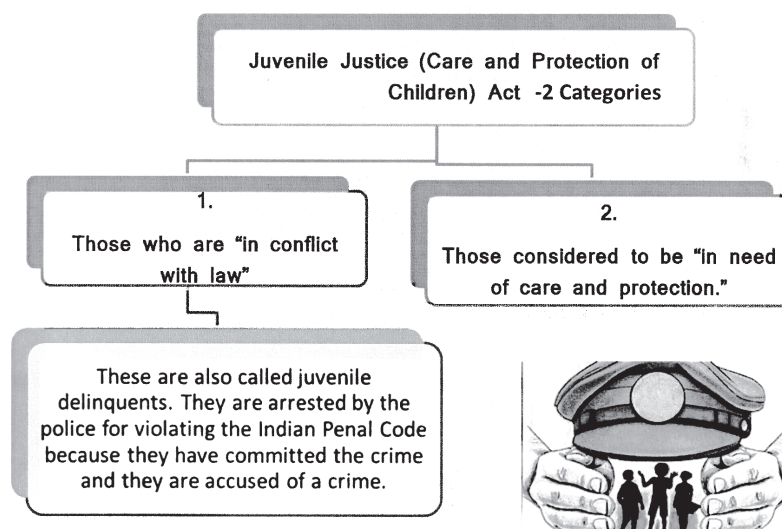 Juvenile Justice (Care and Protection of
Children) Act -2 Categories
1.
Those who are “in conflict
with law”
2.
Those considered to be “in need
of care and protection.”
These are also called juvenile
delinquents. They are arrested by the
police for violating the Indian Penal Code
because they have committed the crime
and they are accused of a crime.